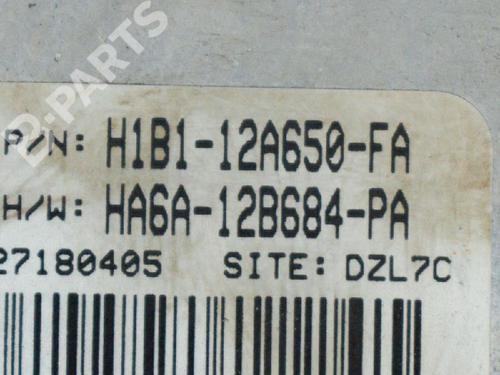 D-PARTS
P/N: H1B1-12A650-FA
H/W: HA6A-12B684-PA
27180405 SITE: DZL7C